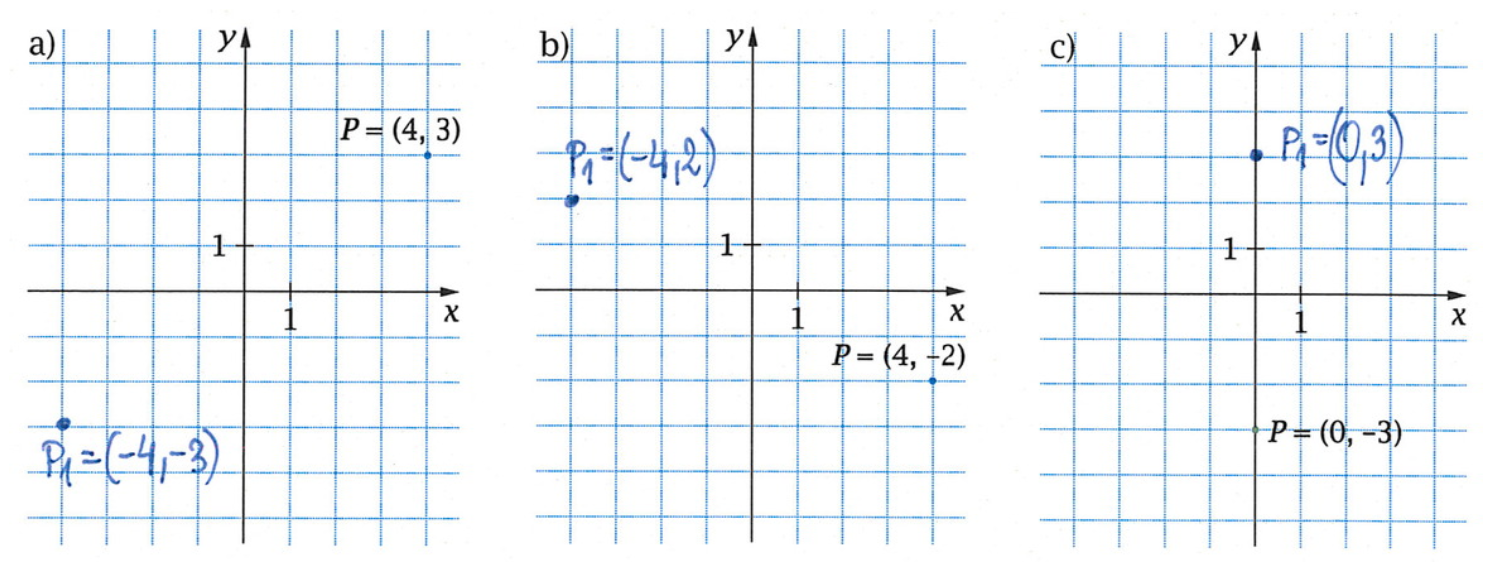 a)
y
P = (4, 3)
1
1
x
P₁ = (-4, -3)
b)
y
P₁ = (-4, 2)
1
1
x
P = (4, -2)
c)
y
P₁ = (0, 3)
1
1
x
P = (0, -3)